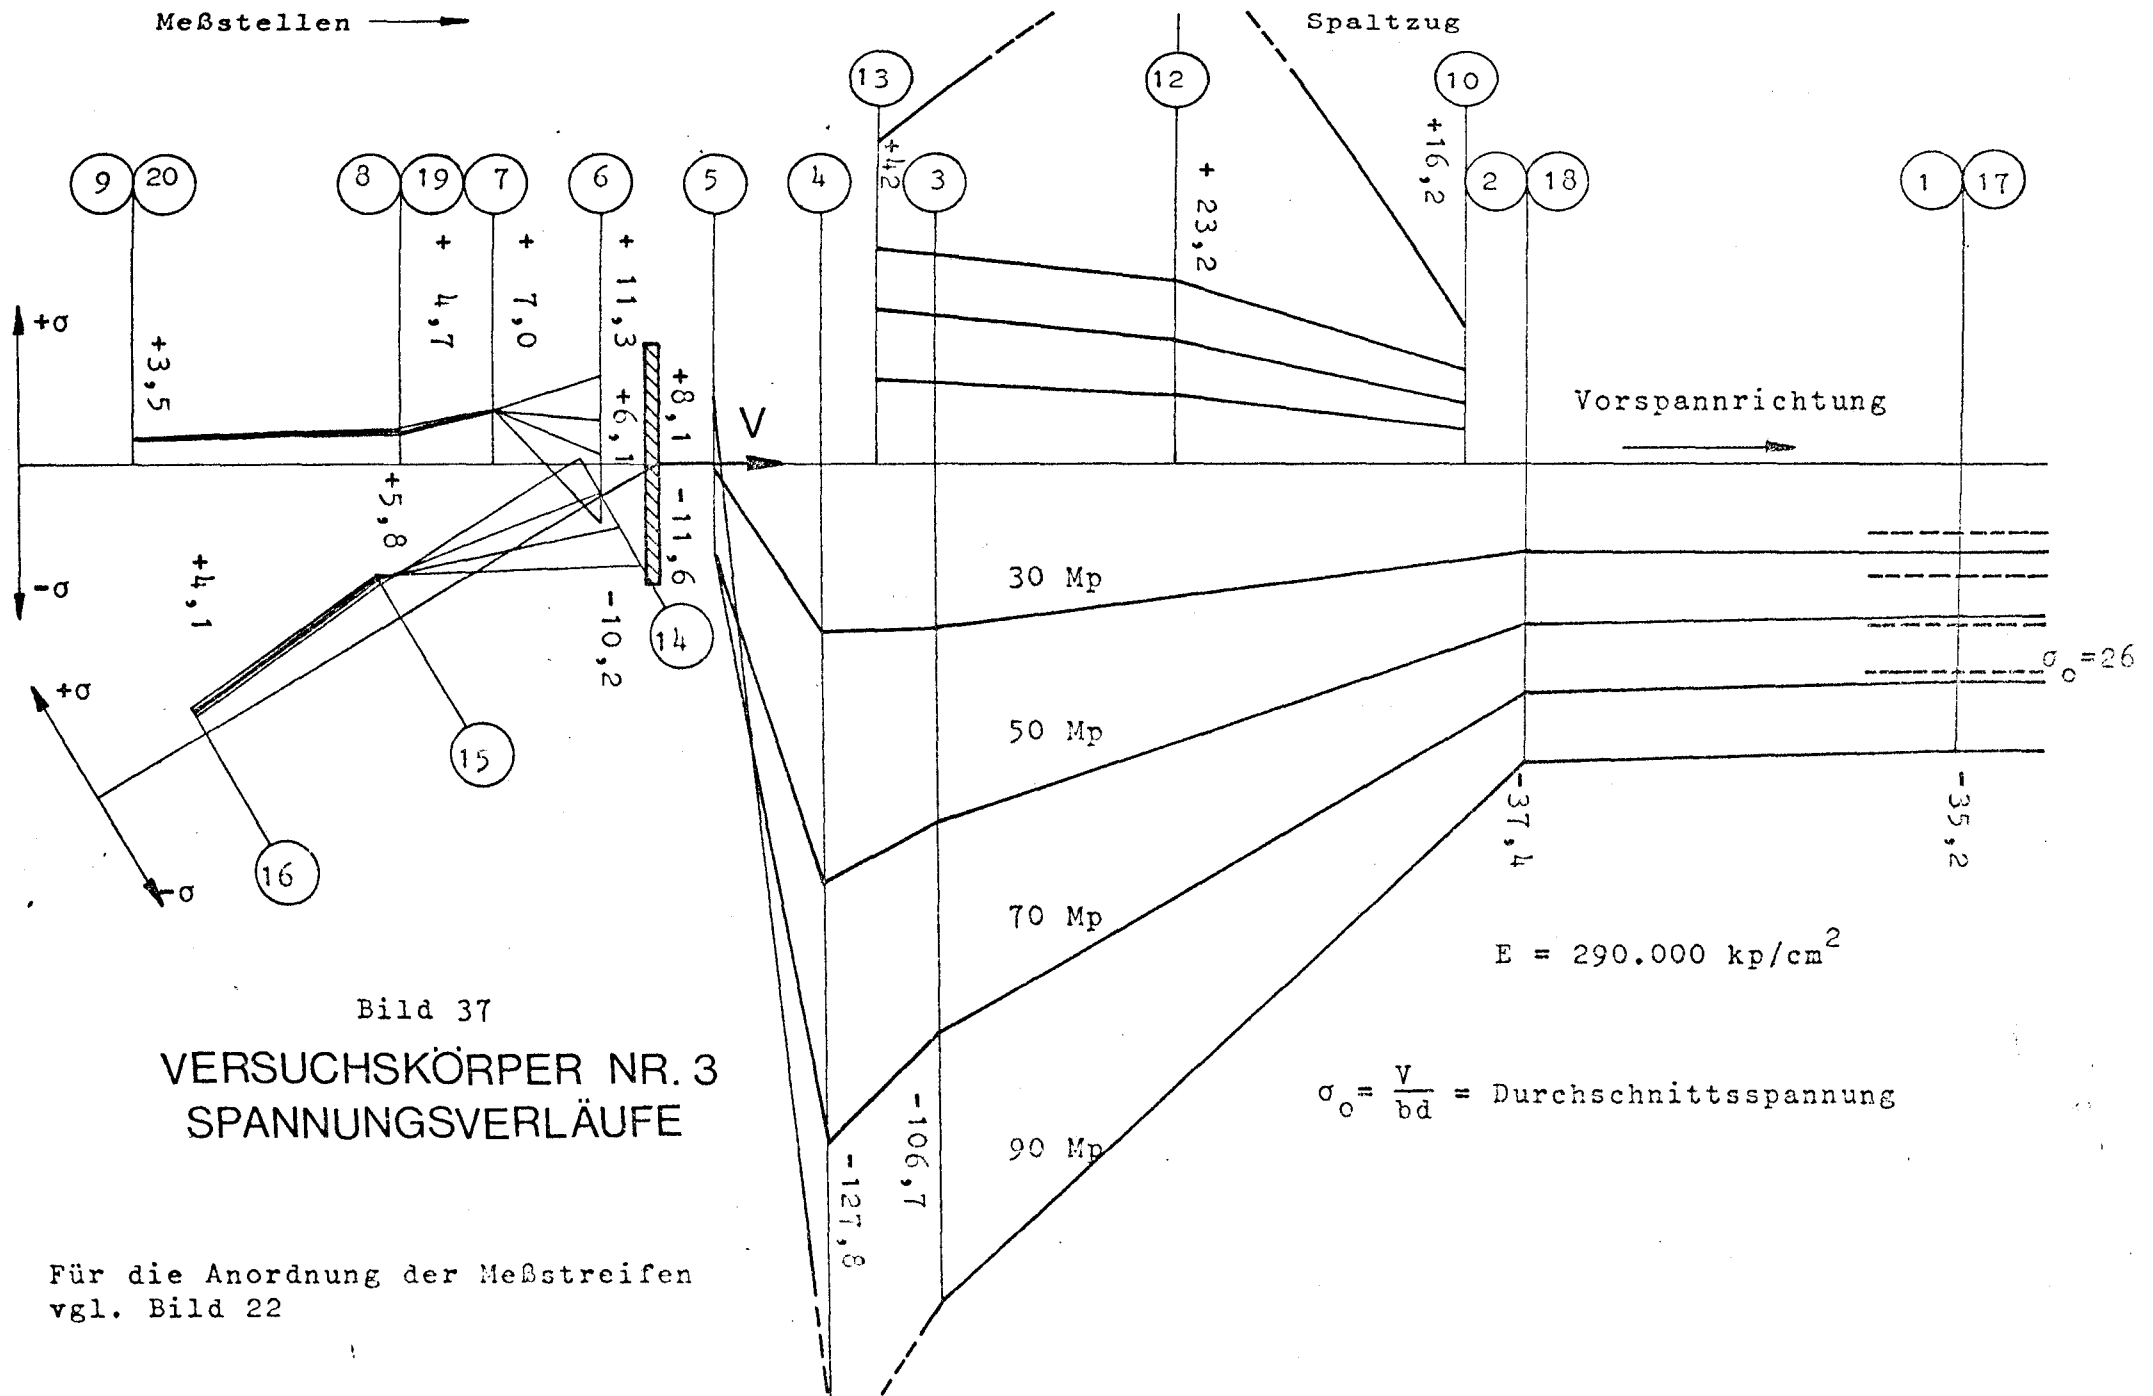 Meßstellen
Spaltzug
13
12
10
9
20
8
19
7
6
5
4
3
2
18
1
17
+42
+ 23,2
+16,2
+ 4,7
+ 7,0
+ 11,3
+σ
+3,5
+6,1
+8,1
V
Vorspannrichtung
+5,8
-11,6
-σ
+4,1
-10,2
14
30 Mp
σo=26
+σ
50 Mp
15
16
-σ
-37,4
-35,2
70 Mp
E = 290.000 kp/cm²
Bild 37
VERSUCHSKÖRPER NR. 3
SPANNUNGSVERLÄUFE
σo= V/bd = Durchschnittsspannung
-106,7
90 Mp
-127,8
Für die Anordnung der Meßstreifen
vgl. Bild 22